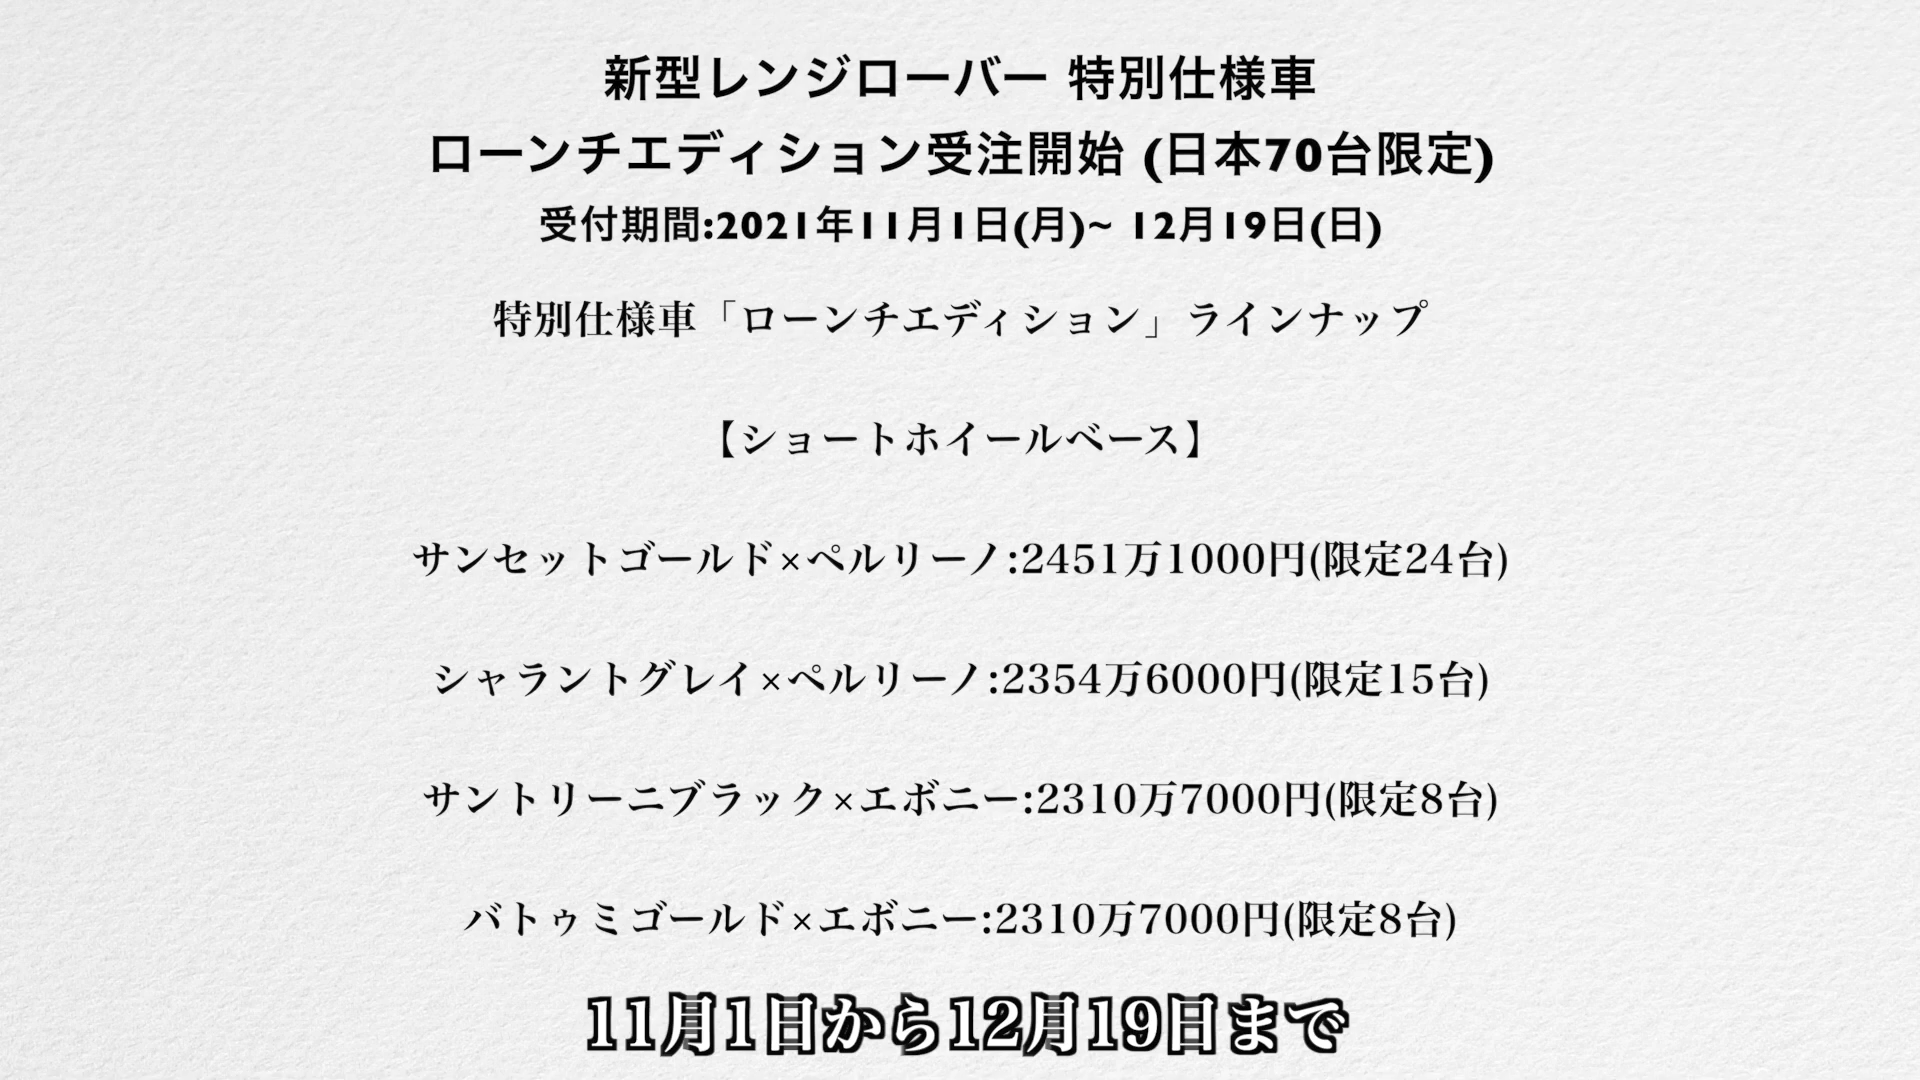 新型レンジローバー 特別仕様車
ローンチエディション受注開始 (日本70台限定)
受付期間:2021年11月1日(月)~ 12月19日(日)
特別仕様車「ローンチエディション」ラインナップ
【ショートホイールベース】
サンセットゴールド×ペルリーノ:2451万1000円(限定24台)
シャラントグレイ×ペルリーノ:2354万6000円(限定15台)
サントリーニブラック×エボニー:2310万7000円(限定8台)
バトゥミゴールド×エボニー:2310万7000円(限定8台)
11月1日から12月19日まで